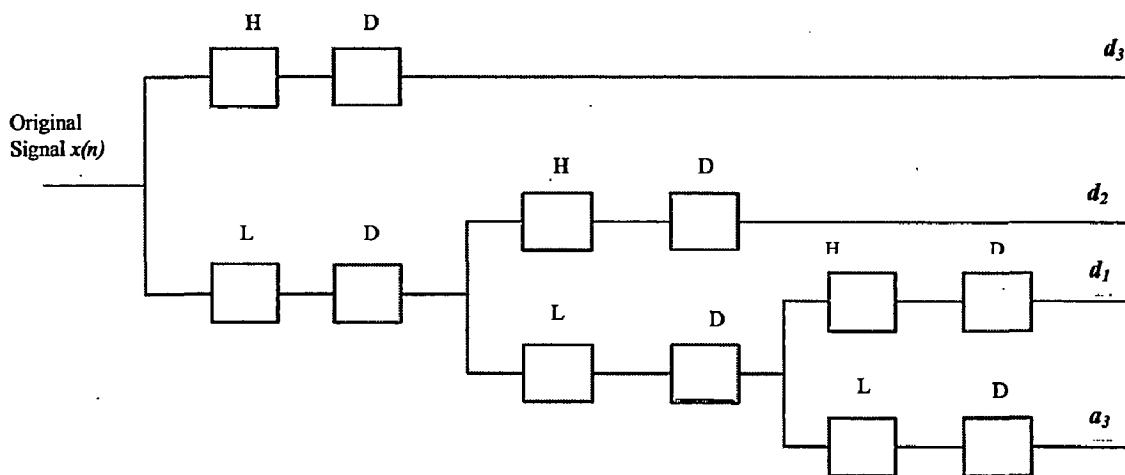 H D
d3
Original
Signal x(n)
H D
d2
L D
H D
d1
L D
L D
a3